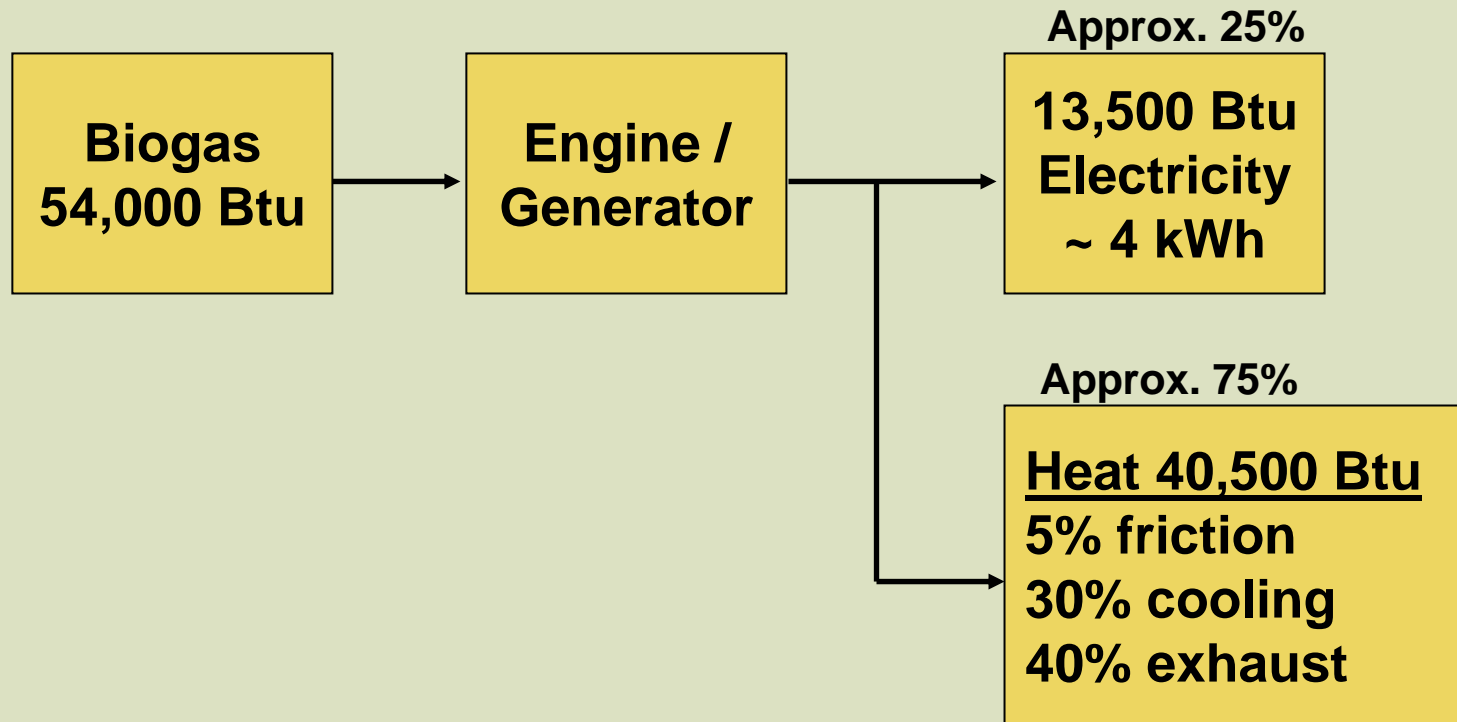 Approx. 25%
Biogas
54,000 Btu
Engine /
Generator
13,500 Btu
Electricity
~ 4 kWh
Approx. 75%
Heat 40,500 Btu
5% friction
30% cooling
40% exhaust